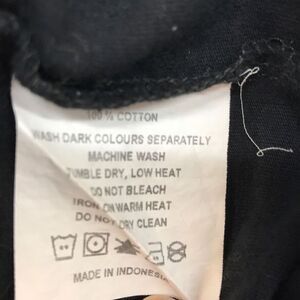 100 % COTTON
WASH DARK COLOURS SEPARATELY
MACHINE WASH
TUMBLE DRY, LOW HEAT
DO NOT BLEACH
IRON ON WARM HEAT
DO NOT DRY CLEAN
MADE IN INDONESIA